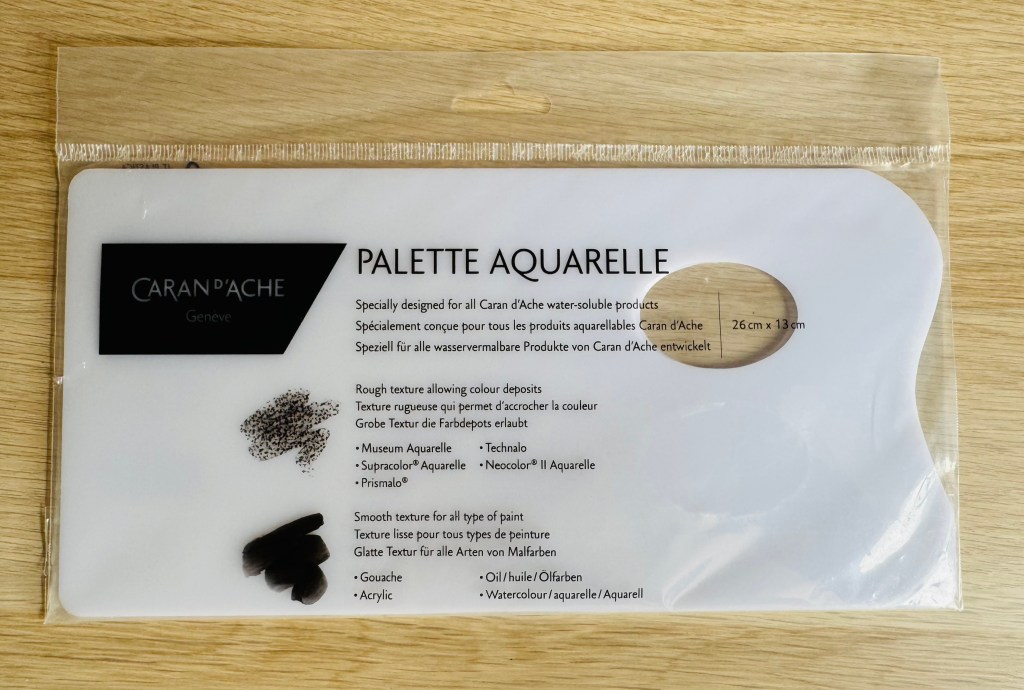 CARAN D'ACHE
Genève
PALETTE AQUARELLE
Specially designed for all Caran d'Ache water-soluble products
Spécialement conçue pour tous les produits aquarellables Caran d'Ache
Speziell für alle wasservermalbare Produkte von Caran d'Ache entwickelt
26 cm x 13 cm
Rough texture allowing colour deposits
Texture rugueuse qui permet d'accrocher la couleur
Grobe Textur die Farbdepots erlaubt
• Museum Aquarelle • Technalo
• Supracolor® Aquarelle • Neocolor® II Aquarelle
• Prismalo®
Smooth texture for all type of paint
Texture lisse pour tous types de peinture
Glatte Textur für alle Arten von Malfarben
• Gouache • Oil / huile / Ölfarben
• Acrylic • Watercolour / aquarelle / Aquarell